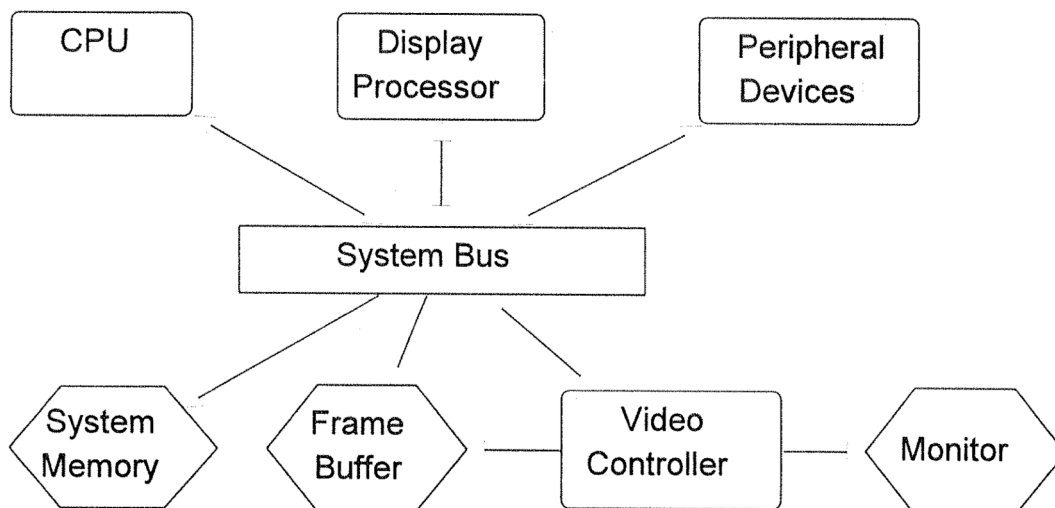 CPU
Display
Processor
Peripheral
Devices
System Bus
System
Memory
Frame
Buffer
Video
Controller
Monitor